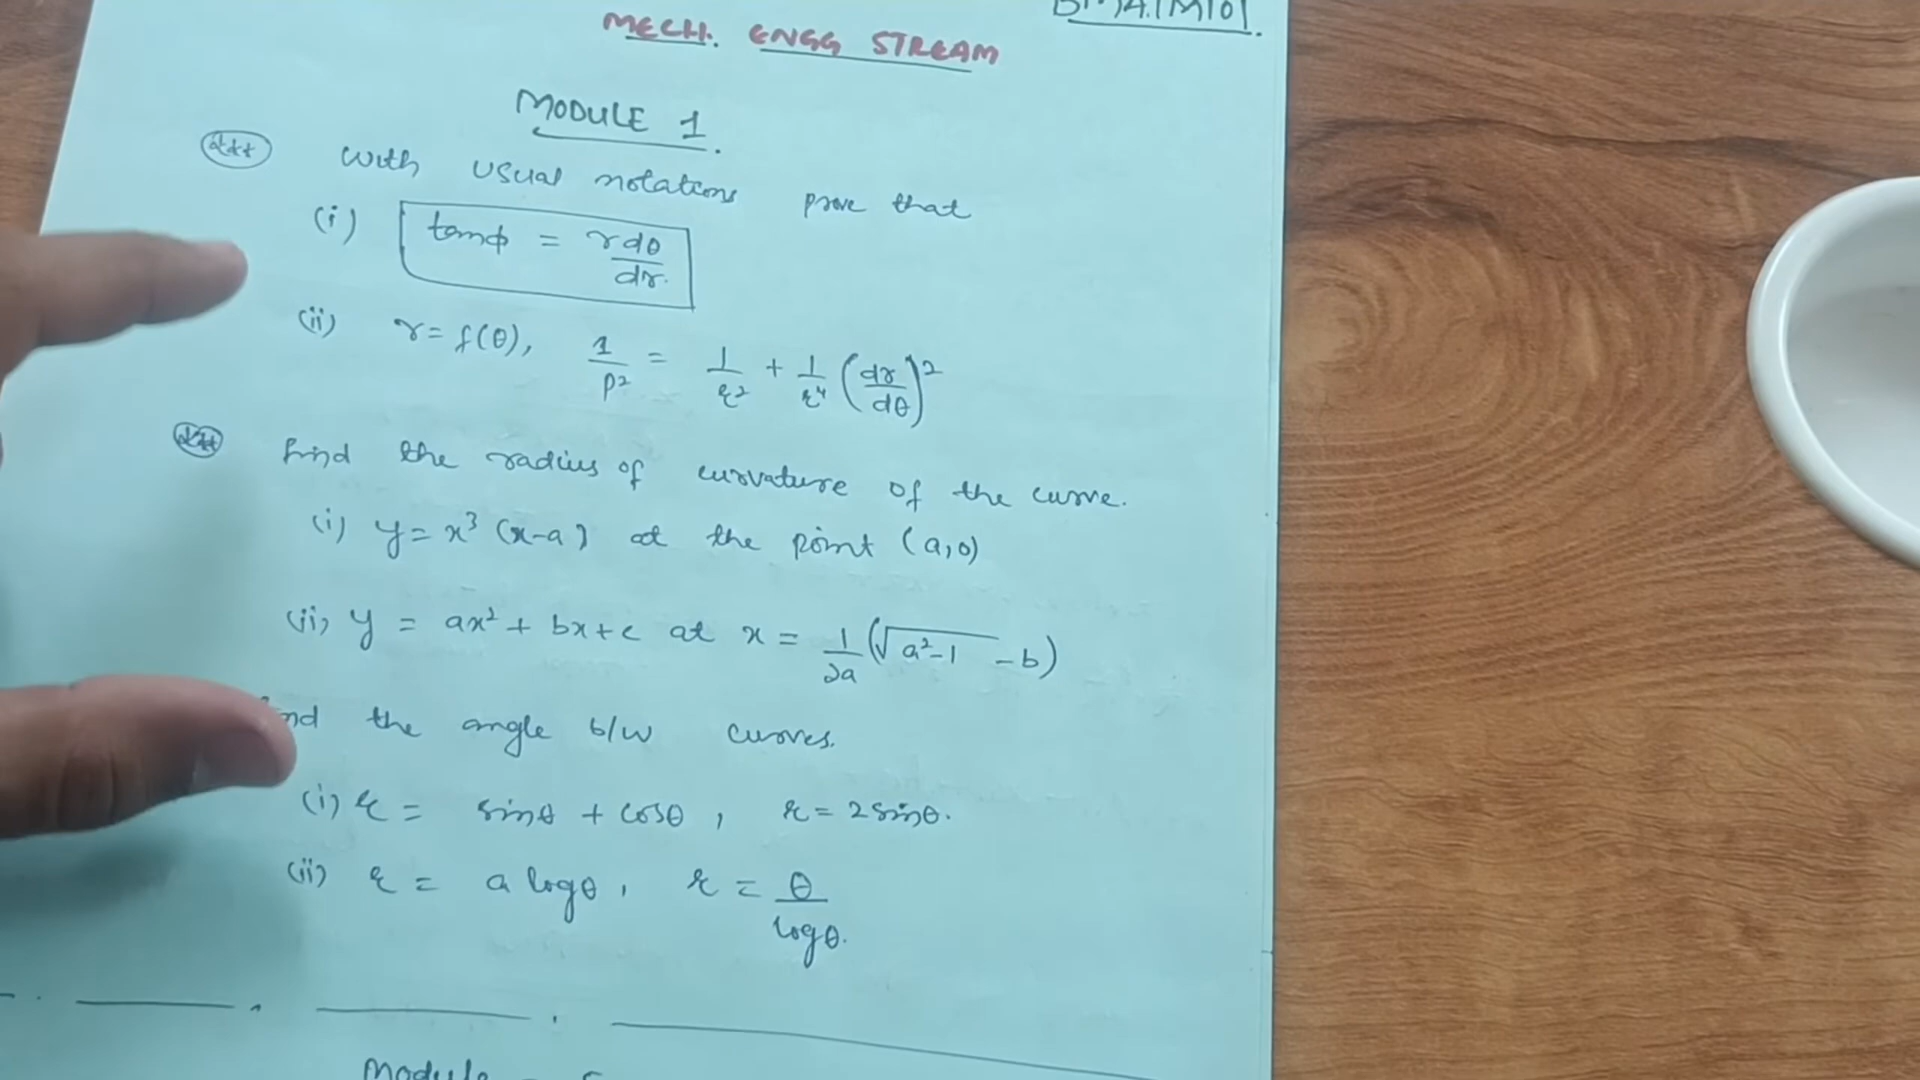 MECH. ENGG STREAM
MODULE 1
With usual notations prove that
(i) tanϕ = rdθ/dr.
(ii) r = f(θ), 1/p² = 1/r² + 1/r⁴ (dr/dθ)²
Find the radius of curvature of the curve.
(i) y = x³ (x-a) at the point (a,0)
(ii) y = ax² + bx + c at x = 1/2a (√a²-1 - b)
the angle b/w curves.
(i) r = sinθ + cosθ, r = 2sinθ.
(ii) r = a logθ, r = θ/logθ.
Module